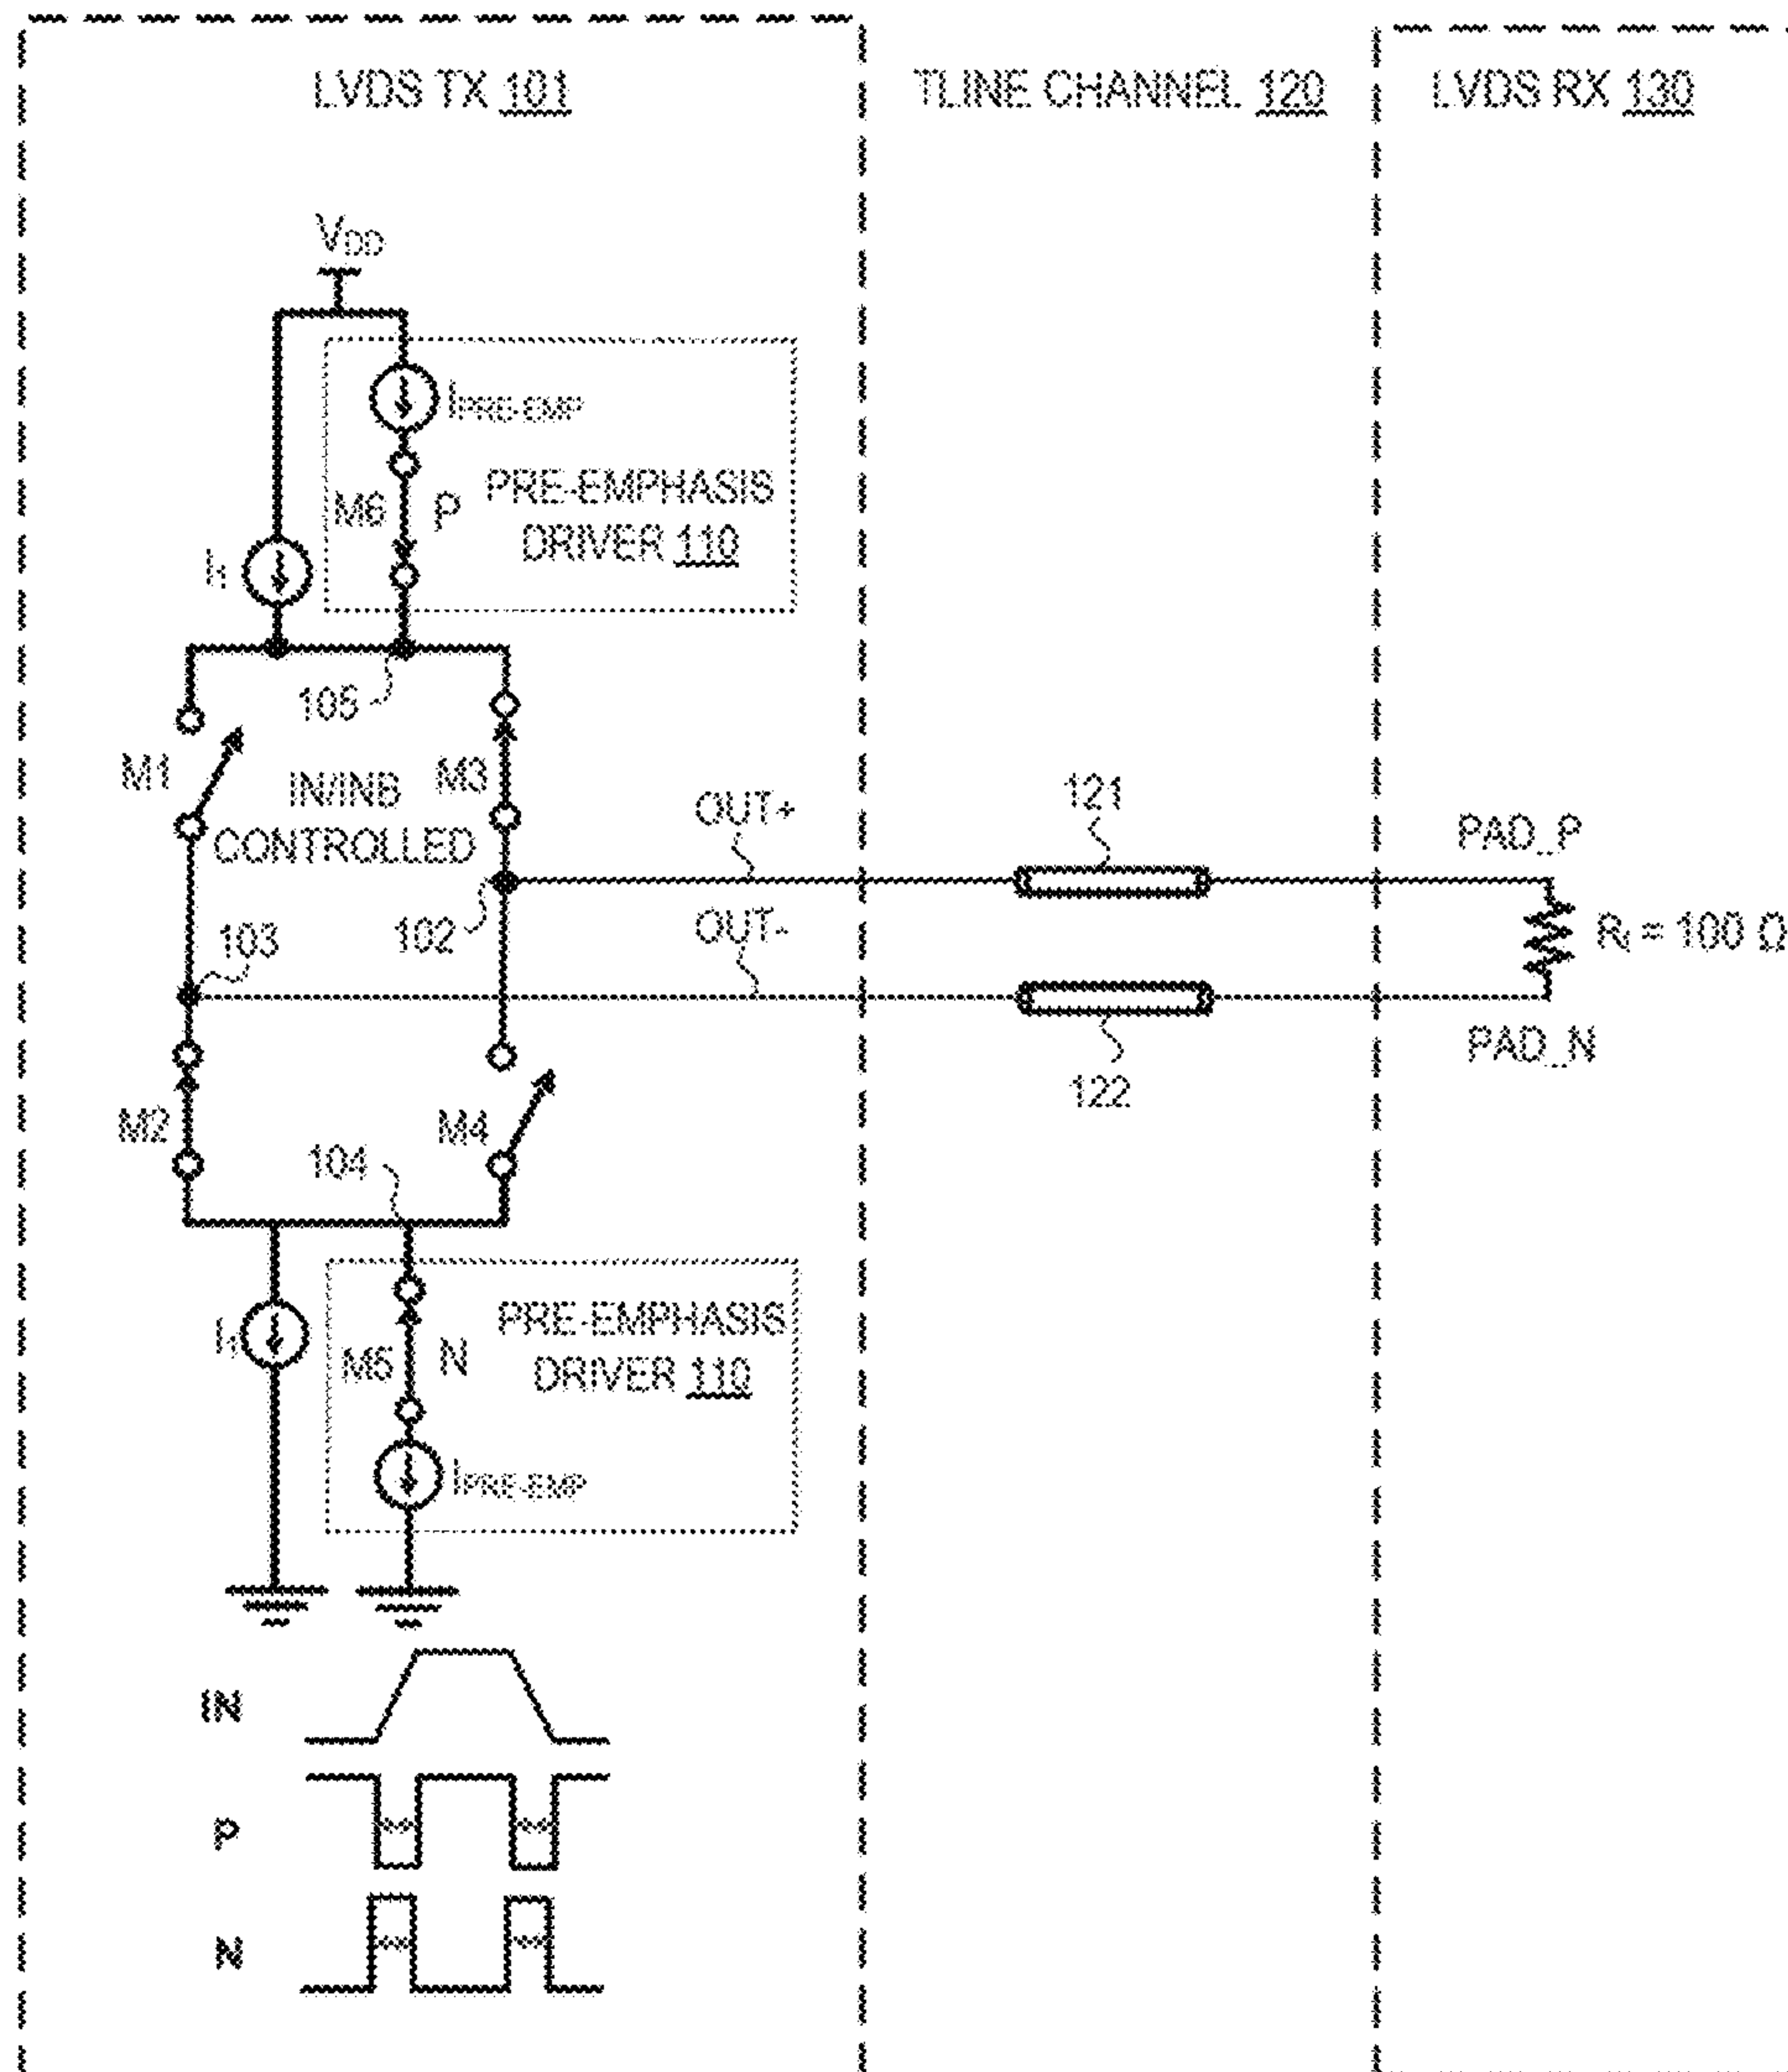 LVDS TX 101
TLINE CHANNEL 120
LVDS RX 130
VDD
IPRE-EMP
M6
P
PRE-EMPHASIS
DRIVER 110
I1
105
M1
IN/INB
CONTROLLED
M3
OUT+
121
PAD_P
103
102
OUT-
Rl = 100 Ω
PAD_N
122
M2
M4
104
I1
M5
N
PRE-EMPHASIS
DRIVER 110
IPRE-EMP
IN
P
N